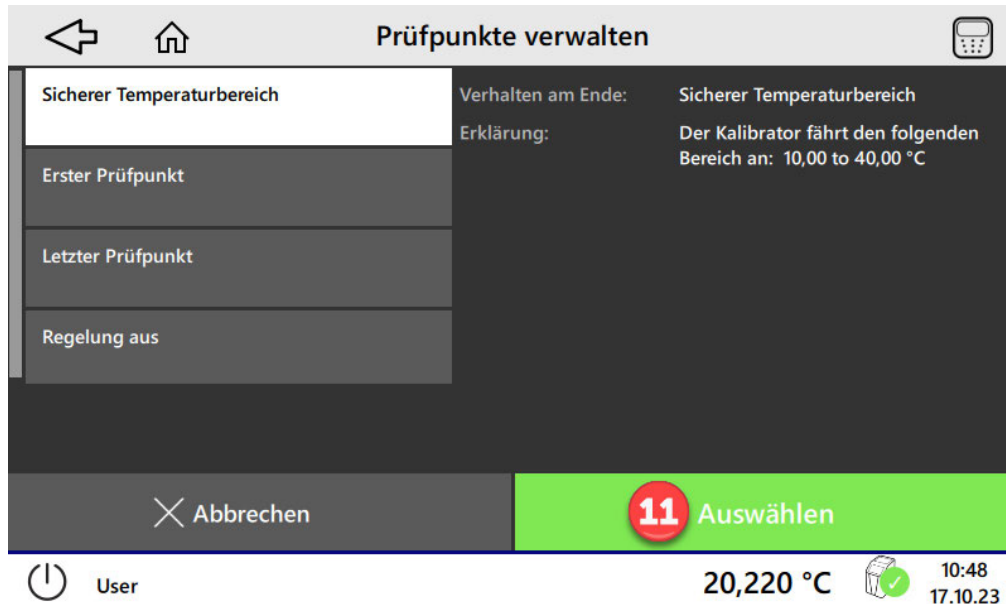 Prüfpunkte verwalten
Sicherer Temperaturbereich
Erster Prüfpunkt
Letzter Prüfpunkt
Regelung aus
Verhalten am Ende: Sicherer Temperaturbereich
Erklärung: Der Kalibrator fährt den folgenden
Bereich an: 10,00 to 40,00 °C
Abbrechen
11 Auswählen
User
20,220 °C
10:48
17.10.23